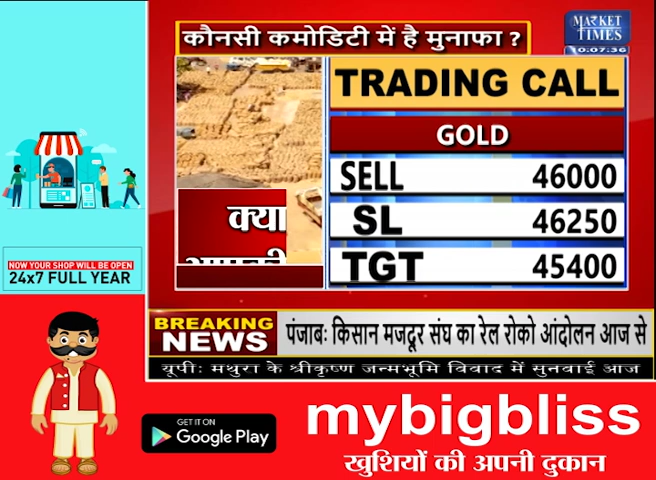 कौनसी कमोडिटी में है मुनाफा ?
MARKET
TIMES
0:07:36
TRADING CALL
GOLD
SELL 46000
SL 46250
TGT 45400
क्या
BREAKING
NEWS
पंजाबः किसान मजदूर संघ का रेल रोको आंदोलन आज से
यूपीः मथुरा के श्रीकृष्ण जन्मभूमि विवाद में सुनवाई आज
NOW YOUR SHOP WILL BE OPEN
24x7 FULL YEAR
GET IT ON
Google Play
mybigbliss
खुशियों की अपनी दुकान